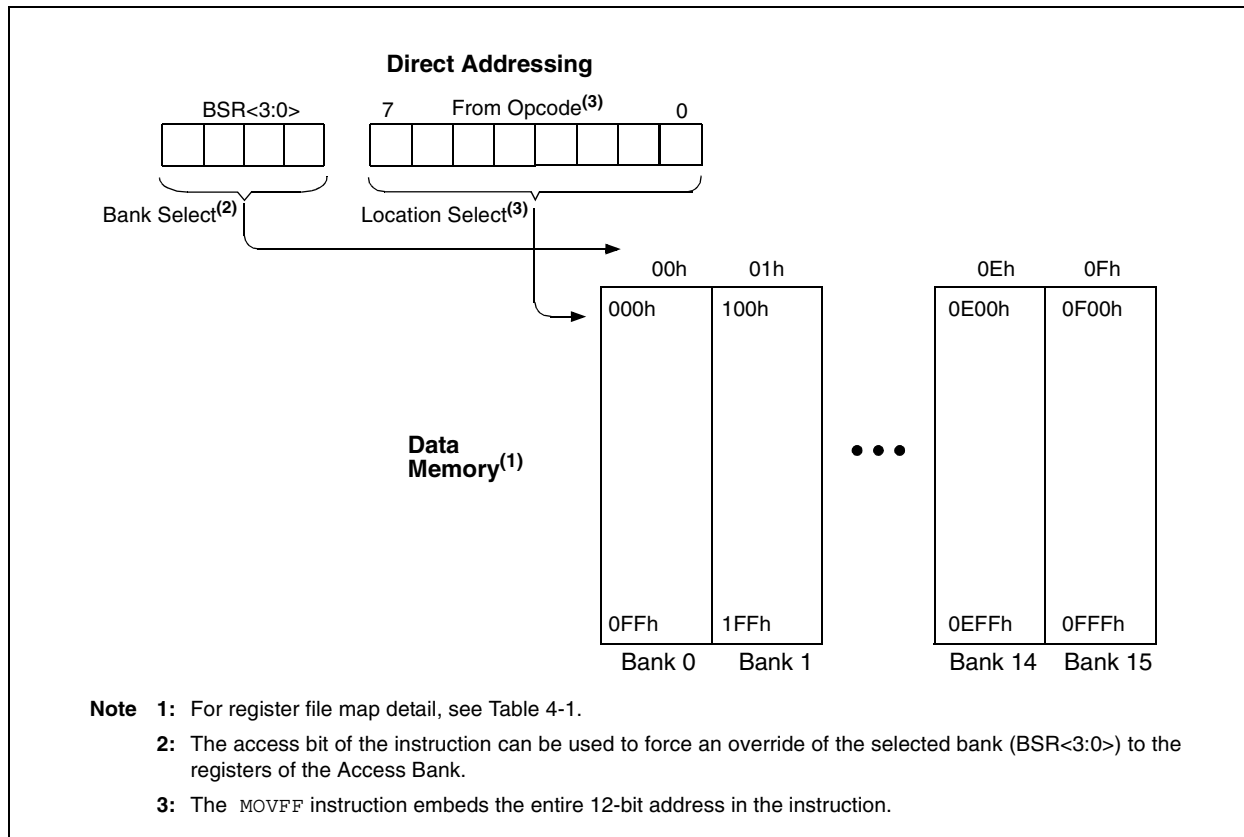 Direct Addressing
BSR<3:0>
7 From Opcode(3) 0
Bank Select(2)
Location Select(3)
00h 01h 0Eh 0Fh
000h 100h 0E00h 0F00h
Data
Memory(1)
0FFh 1FFh 0EFFh 0FFFh
Bank 0 Bank 1 Bank 14 Bank 15
Note 1: For register file map detail, see Table 4-1.
2: The access bit of the instruction can be used to force an override of the selected bank (BSR<3:0>) to the
registers of the Access Bank.
3: The MOVFF instruction embeds the entire 12-bit address in the instruction.